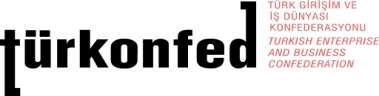 türkonfed
TÜRK GİRİŞİM VE
İŞ DÜNYASI
KONFEDERASYONU
TURKISH ENTERPRISE
AND BUSINESS
CONFEDERATION